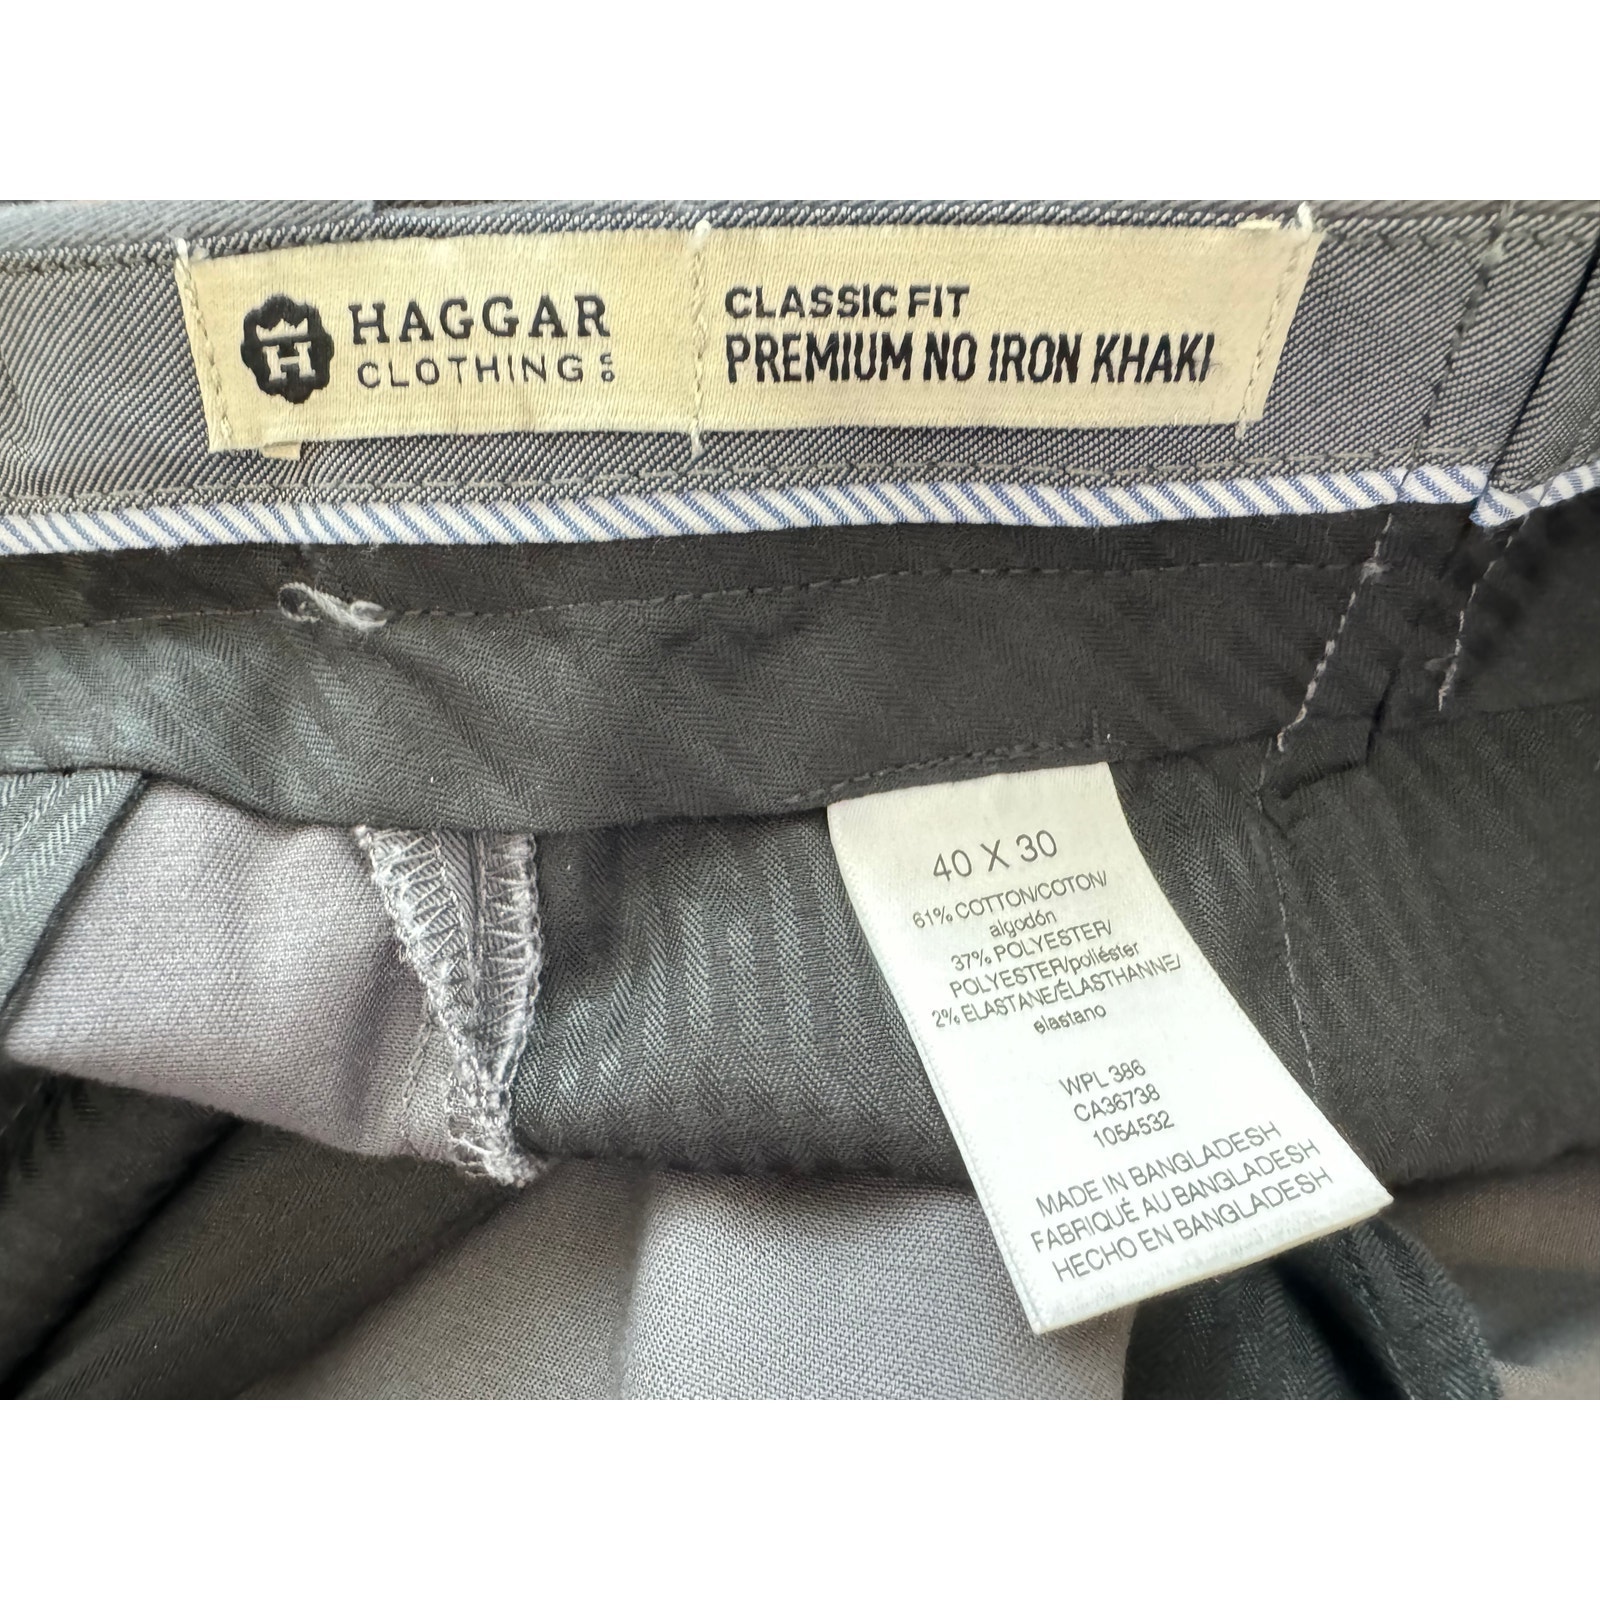 H
HAGGAR
CLOTHING CO
CLASSIC FIT
PREMIUM NO IRON KHAKI
40 X 30
61% COTTON/COTON/
algodón
37% POLYESTER/
POLYESTER/poliéster
2% ELASTANE/ÉLASTHANNE/
elastano
WPL 386
CA36738
1054532
MADE IN BANGLADESH
FABRIQUÉ AU BANGLADESH
HECHO EN BANGLADESH